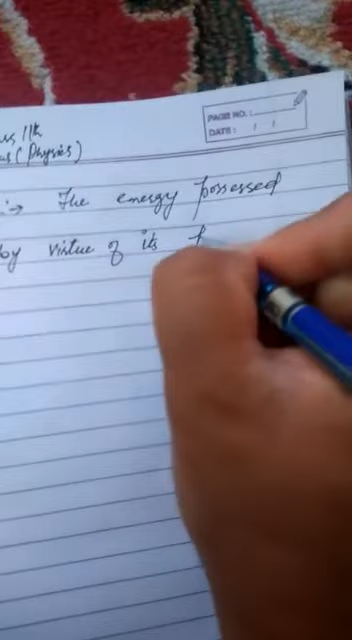 PAGE NO.:
DATE: / /
11th
(Physics)
:→ The energy possessed
by virtue of its